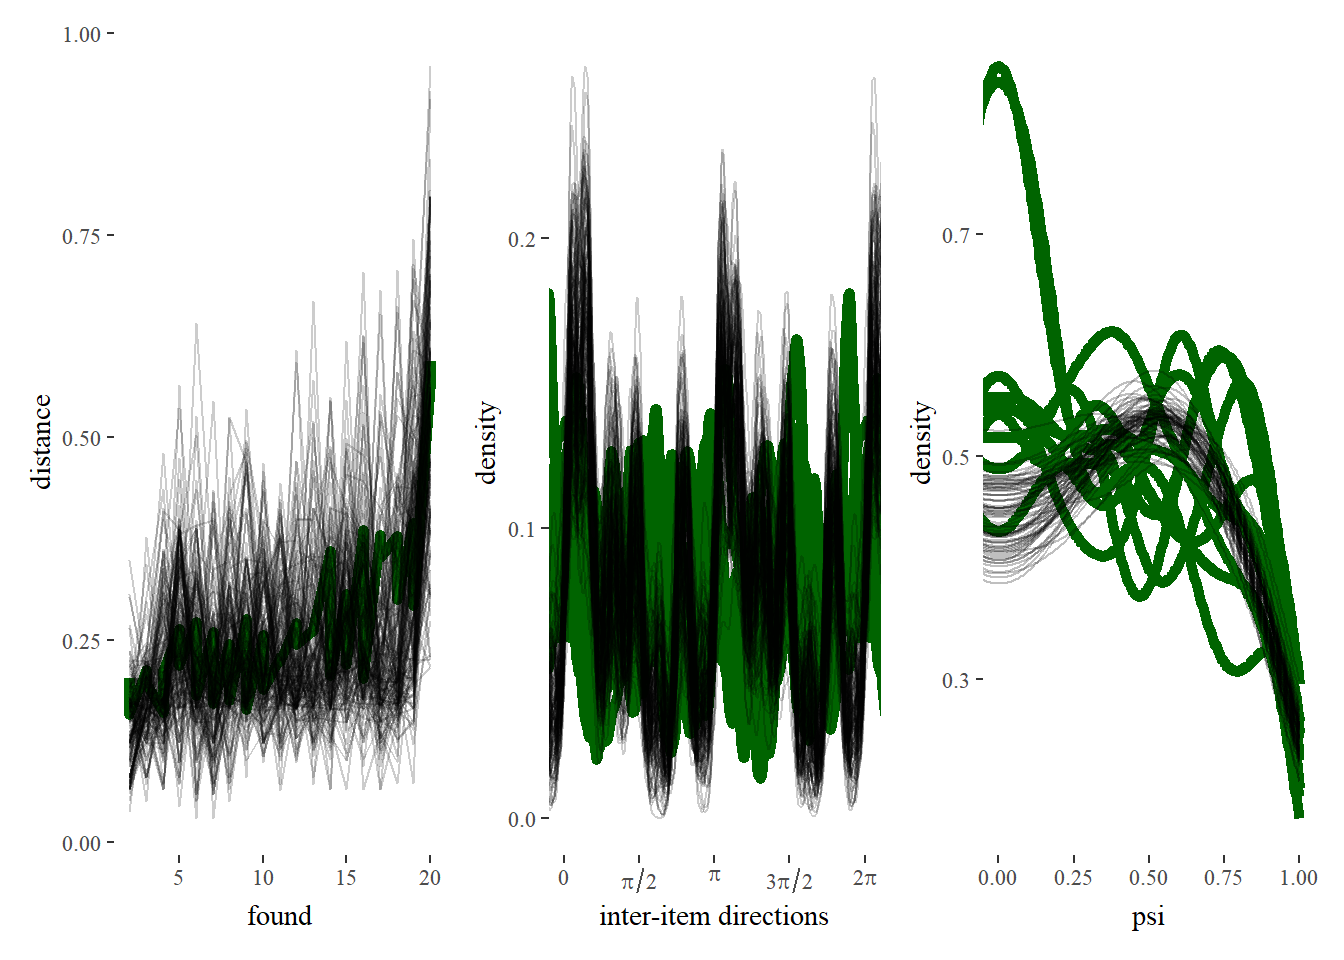 1.00
0.75
0.50
0.25
0.00
distance
5 10 15 20
found
0.2
0.1
0.0
density
0 π/2 π 3π/2 2π
inter-item directions
0.7
0.5
0.3
density
0.00 0.25 0.50 0.75 1.00
psi